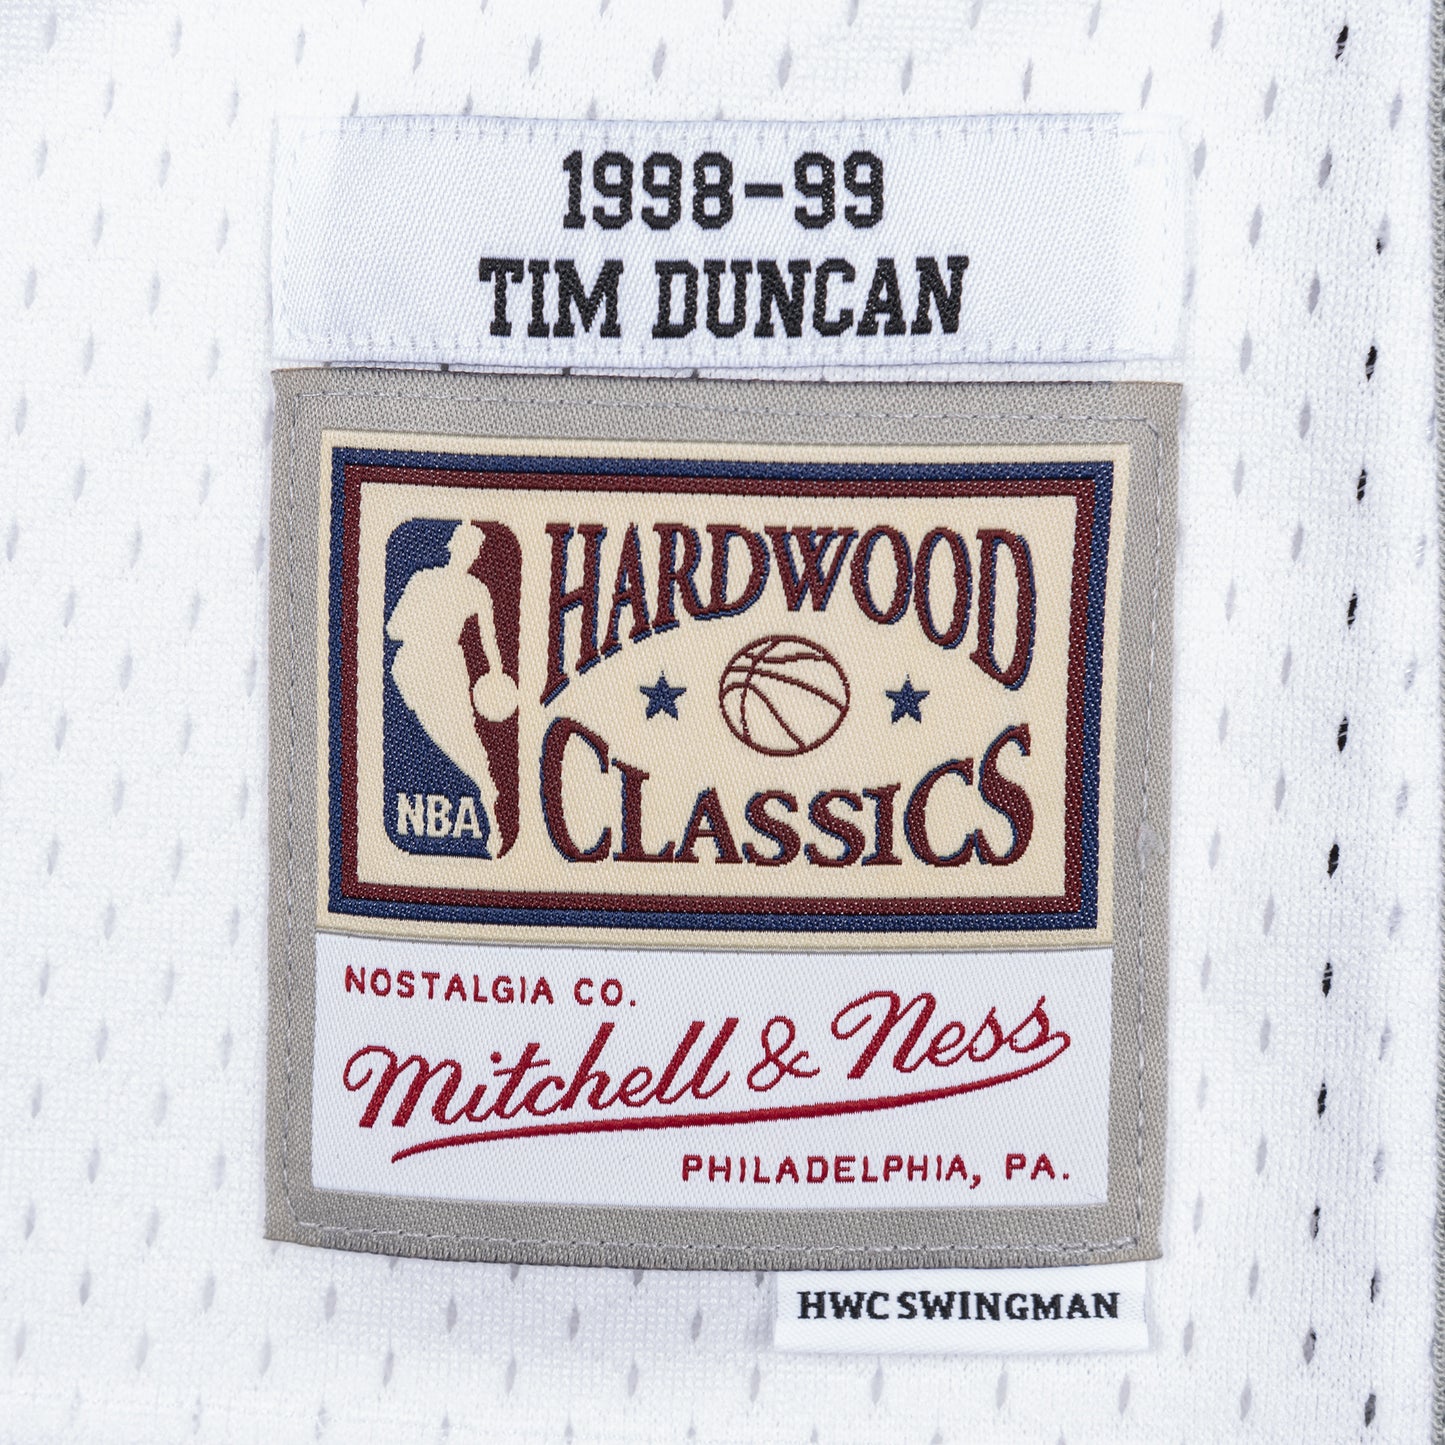 1998-99
TIM DUNCAN
HARDWOOD
CLASSICS
NBA
NOSTALGIA CO.
Mitchell & Ness
PHILADELPHIA, PA.
HWC SWINGMAN